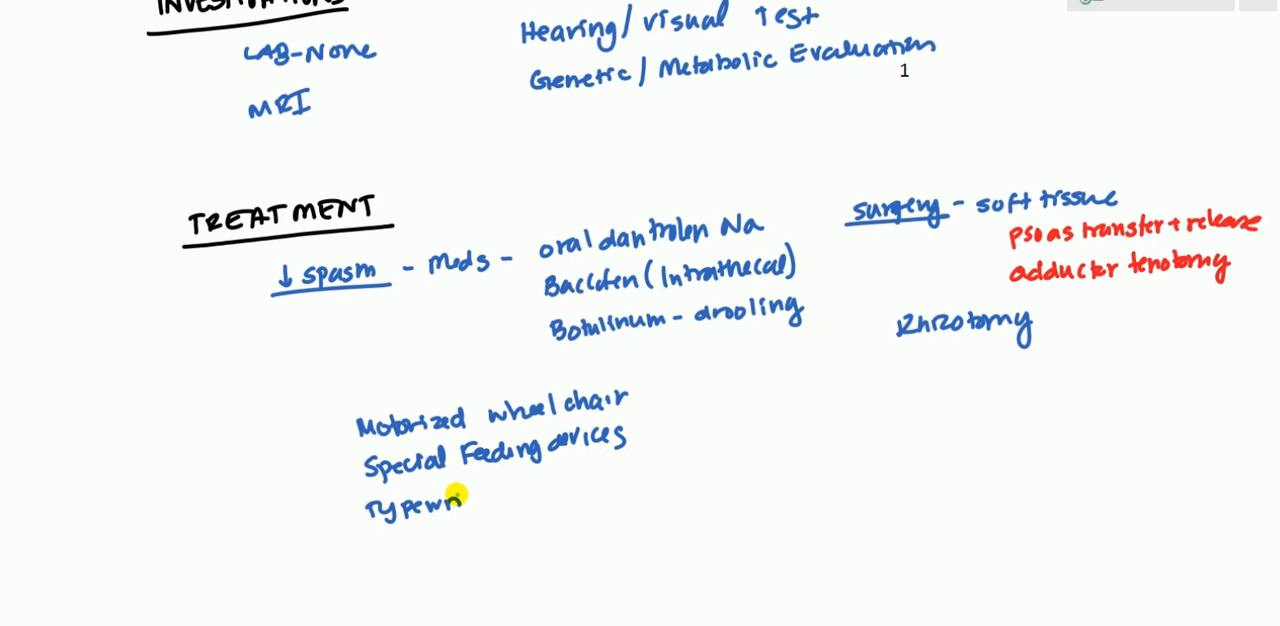 INVESTIGATIONS
LAB-None
MRI
Hearing/visual Test
Genetic/Metabolic Evaluation
1
TREATMENT
↓ spasm - Meds - oral dantrolen Na
Baclofen (Intrathecal)
Botulinum - drooling
surgery - soft tissue
psoas transfer + release
adductor tenotomy
Rhizotomy
Motorized wheelchair
Special Feeding devices
Typewr